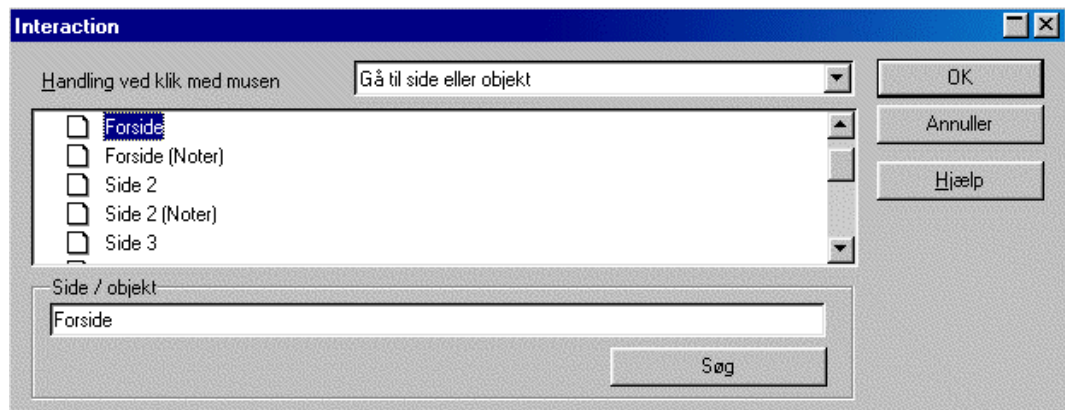 Interaction
Handling ved klik med musen
Gå til side eller objekt
OK
Forside
Annuller
Forside (Noter)
Side 2
Hjælp
Side 2 (Noter)
Side 3
Side / objekt
Forside
Søg